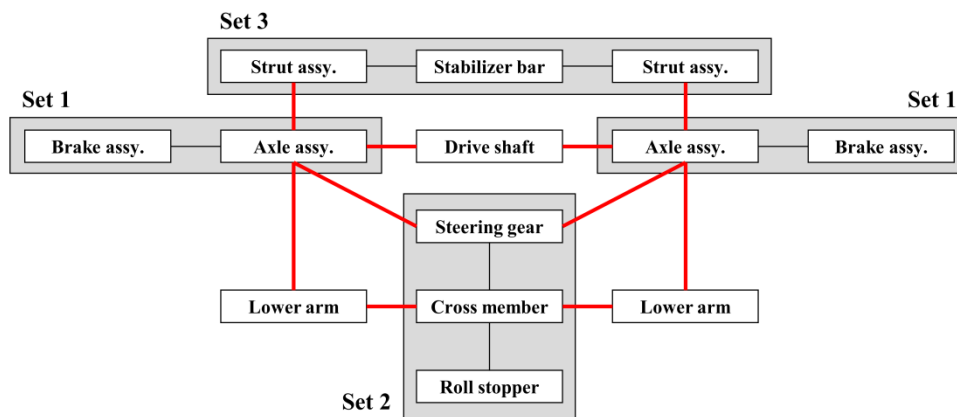 Set 3
Strut assy. Stabilizer bar Strut assy.
Set 1 Set 1
Brake assy. Axle assy. Drive shaft Axle assy. Brake assy.
Steering gear
Lower arm Cross member Lower arm
Roll stopper
Set 2